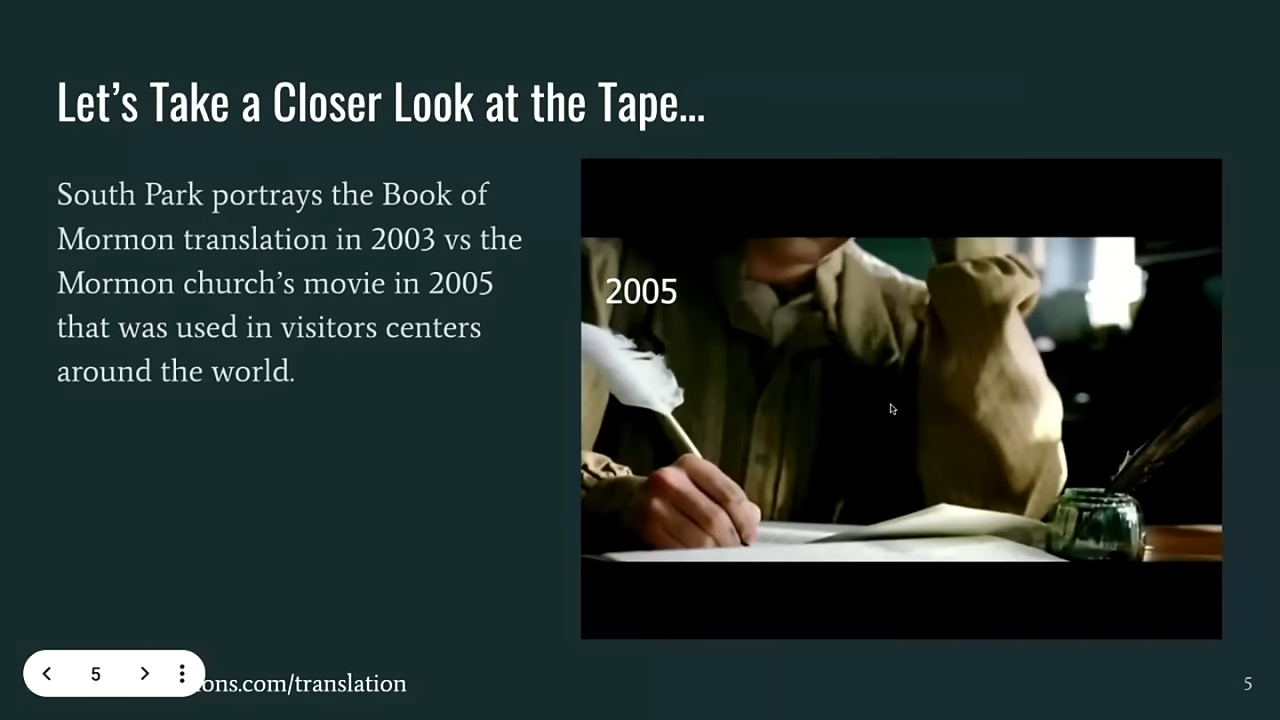 Let's Take a Closer Look at the Tape...
South Park portrays the Book of
Mormon translation in 2003 vs the
Mormon church's movie in 2005
that was used in visitors centers
around the world.
2005
5
ons.com/translation
5